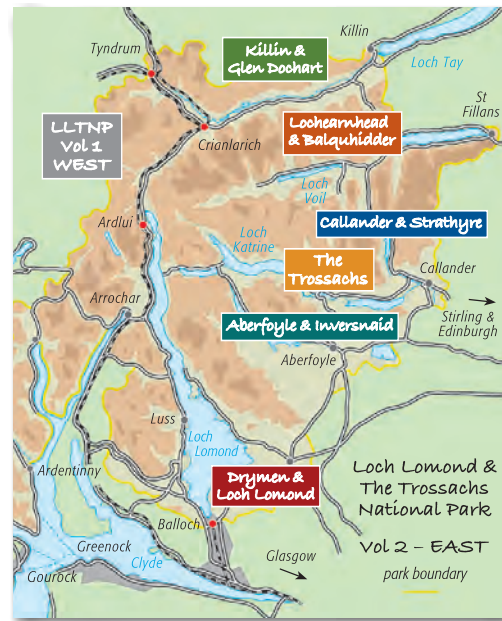 Killin
Tyndrum
Killin &
Glen Dochart
Loch Tay
St
Fillans
LLTNP
Vol 1
WEST
Lochearnhead
& Balquhidder
Crianlarich
Loch
Voil
Ardlui
Callander & Strathyre
Loch
Katrine
The
Trossachs
Callander
Arrochar
Stirling &
Edinburgh
Aberfoyle & Inversnaid
Aberfoyle
Luss
Loch
Lomond
Ardentinny
Drymen &
Loch Lomond
Loch Lomond &
The Trossachs
National Park
Balloch
Vol 2 – EAST
Greenock
Clyde
Glasgow
park boundary
Gourock